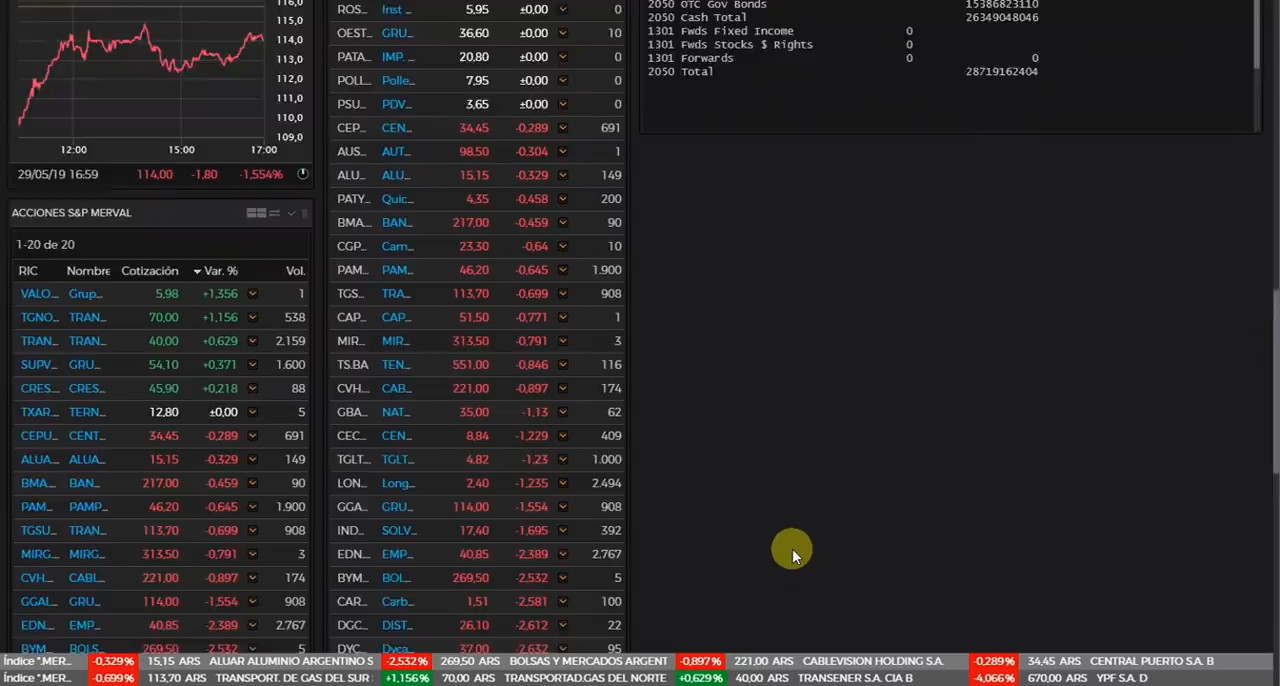 116,0
115,0
114,0
113,0
112,0
111,0
110,0
109,0
12:00 15:00 17:00
29/05/19 16:59 114,00 -1,80 -1,554%
ACCIONES S&P MERVAL
1-20 de 20
RIC Nombre Cotización Var. % Vol.
VALO... Grup... 5,98 +1,356 1
TGNO... TRAN... 70,00 +1,156 538
TRAN... TRAN... 40,00 +0,629 2.159
SUPV... GRU... 54,10 +0,371 1.600
CRES... CRES... 45,90 +0,218 88
TXAR... TERN... 12,80 ±0,00 5
CEPU... CENT... 34,45 -0,289 691
ALUA... ALUA... 15,15 -0,329 149
BMA... BAN... 217,00 -0,459 90
PAM... PAMP... 46,20 -0,645 1.900
TGSU... TRAN... 113,70 -0,699 908
MIRG... MIRG... 313,50 -0,791 3
CVH... CABL... 221,00 -0,897 174
GGAL... GRU... 114,00 -1,554 908
EDN... EMP... 40,85 -2,389 2.767
BYM... BOLS... 269,50 -2,532 5
ROS... Inst ... 5,95 ±0,00 0
OEST... GRU... 36,60 ±0,00 10
PATA... IMP. ... 20,80 ±0,00 0
POLL... Polle... 7,95 ±0,00 0
PSU... PDV... 3,65 ±0,00 0
CEP... CEN... 34,45 -0,289 691
AUS... AUT... 98,50 -0,304 1
ALU... ALU... 15,15 -0,329 149
PATY... Quic... 4,35 -0,458 200
BMA... BAN... 217,00 -0,459 90
CGP... Cam... 23,30 -0,64 10
PAM... PAM... 46,20 -0,645 1.900
TGS... TRA... 113,70 -0,699 908
CAP... CAP... 51,50 -0,771 1
MIR... MIR... 313,50 -0,791 3
TS.BA TEN... 551,00 -0,846 116
CVH... CAB... 221,00 -0,897 174
GBA... NAT... 35,00 -1,13 62
CEC... CEN... 8,84 -1,229 409
TGLT... TGLT... 4,82 -1,23 1.000
LON... Long... 2,40 -1,235 2.494
GGA... GRU... 114,00 -1,554 908
IND... SOLV... 17,40 -1,695 392
EDN... EMP... 40,85 -2,389 2.767
BYM... BOL... 269,50 -2,532 5
CAR... Carb... 1,51 -2,581 100
DGC... DIST... 26,10 -2,612 22
DYC... Dyca... 37,00 -2,632 95
2050 OTC Gov Bonds 15386823110
2050 Cash Total 26349048046
1301 Fwds Fixed Income 0
1301 Fwds Stocks $ Rights 0
1301 Forwards 0 0
2050 Total 28719162404
Índice ".MER... -0,329% 15,15 ARS ALUAR ALUMINIO ARGENTINO S -2,532% 269,50 ARS BOLSAS Y MERCADOS ARGENT -0,897% 221,00 ARS CABLEVISION HOLDING S.A. -0,289% 34,45 ARS CENTRAL PUERTO S.A. B
Índice ".MER... -0,699% 113,70 ARS TRANSPORT. DE GAS DEL SUR +1,156% 70,00 ARS TRANSPORTAD.GAS DEL NORTE +0,629% 40,00 ARS TRANSENER S.A. CIA B -4,066% 670,00 ARS YPF S.A. D